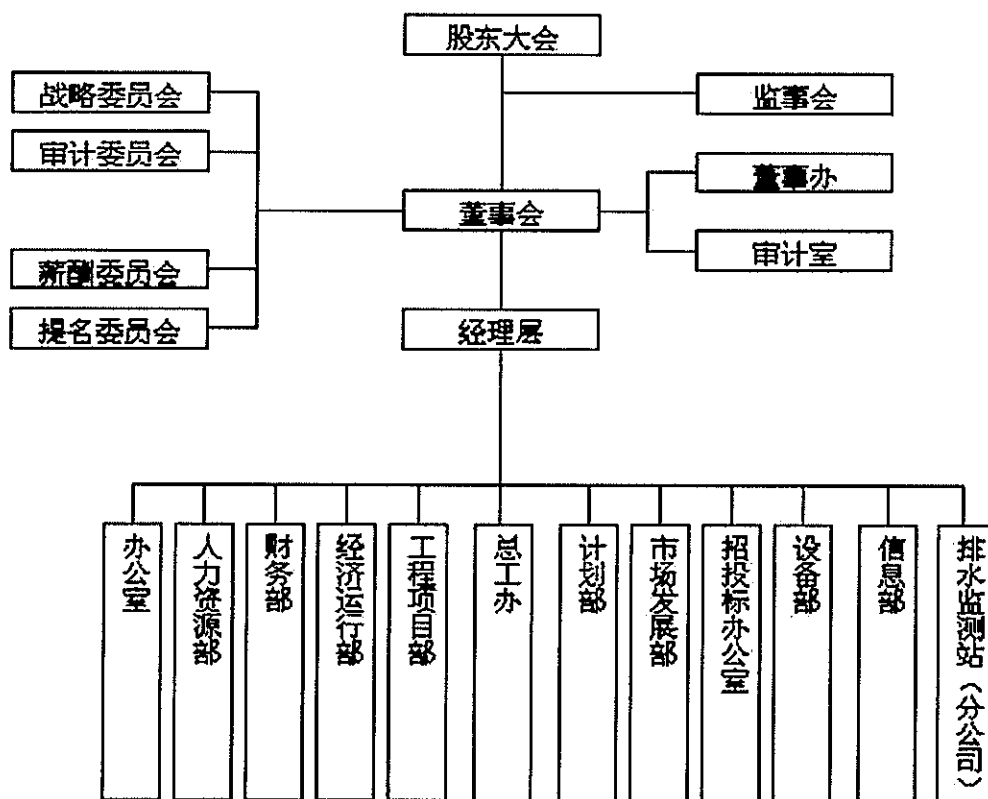 股东大会
战略委员会
监事会
审计委员会
董事办
董事会
审计室
薪酬委员会
提名委员会
经理层
办公室
人力资源部
财务部
经济运行部
工程项目部
总工办
计划部
市场发展部
招投标办公室
设备部
信息部
排水监测站（分公司）